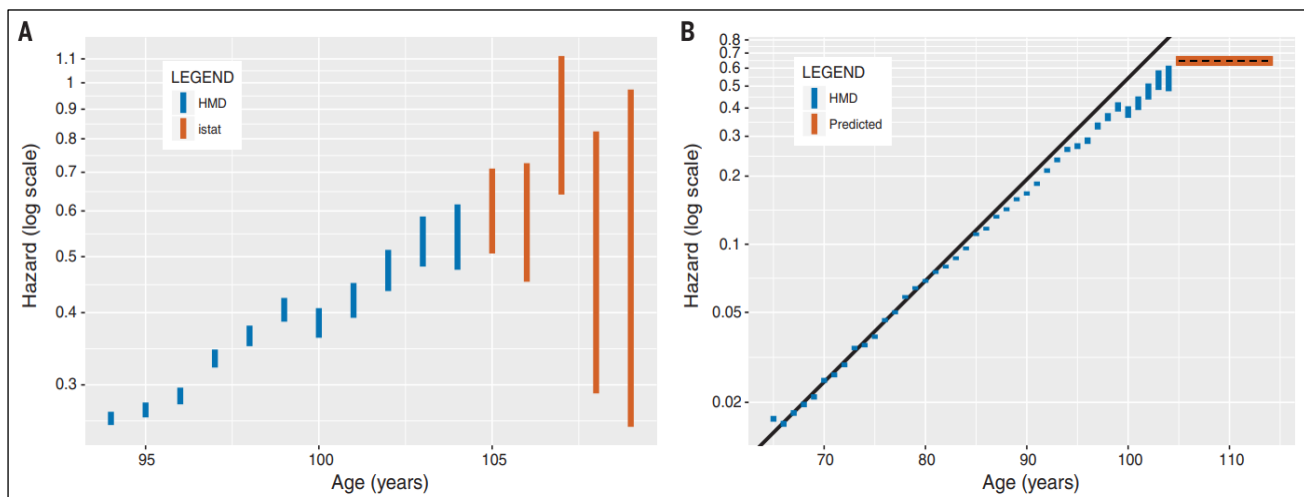 A
Hazard (log scale)
1.1
1
0.9
0.8
0.7
0.6
0.5
0.4
0.3
LEGEND
HMD
istat
95
100
105
Age (years)
B
Hazard (log scale)
0.8
0.7
0.6
0.5
0.4
0.3
0.2
0.1
0.05
0.02
LEGEND
HMD
Predicted
70
80
90
100
110
Age (years)